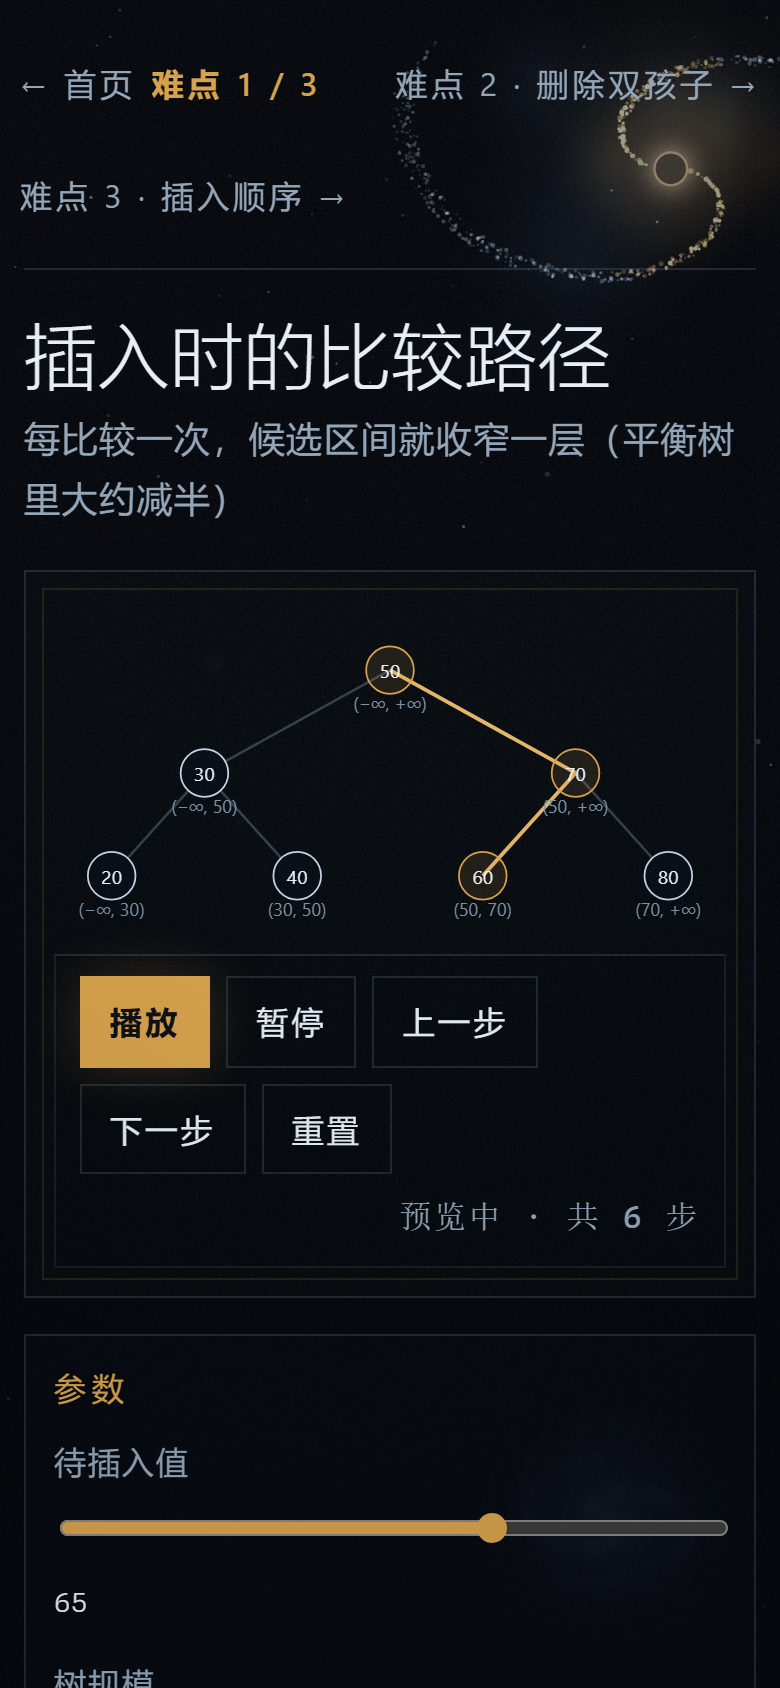 ← 首页 难点 1 / 3 难点 2 · 删除双孩子 →
难点 3 · 插入顺序 →
插入时的比较路径
每比较一次，候选区间就收窄一层（平衡树
里大约减半）
50
(−∞, +∞)
30 70
(−∞, 50) (50, +∞)
20 40 60 80
(−∞, 30) (30, 50) (50, 70) (70, +∞)
播放 暂停 上一步
下一步 重置
预览中 · 共 6 步
参数
待插入值
65
树规模